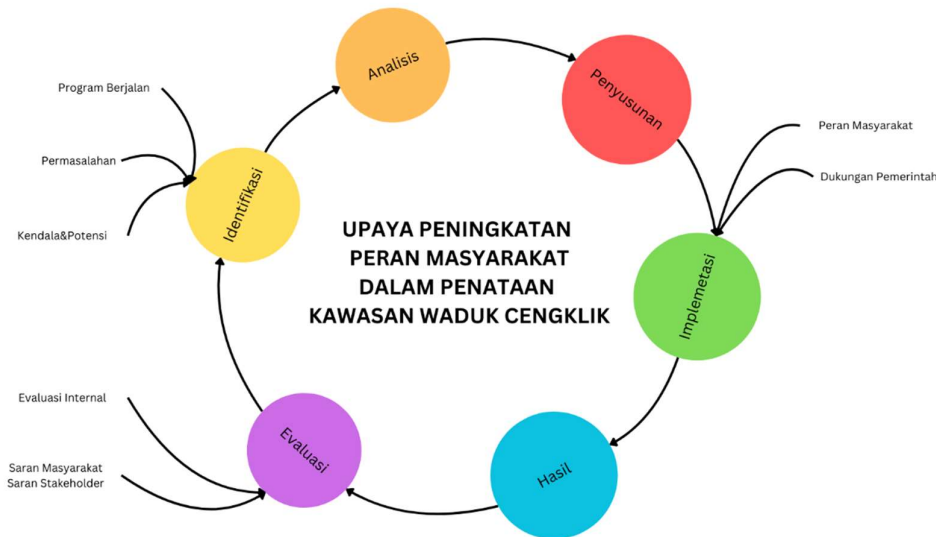 Analisis
Penyusunan
Program Berjalan
Peran Masyarakat
Permasalahan
Dukungan Pemerintah
Identifikasi
Kendala&Potensi
UPAYA PENINGKATAN
PERAN MASYARAKAT
DALAM PENATAAN
KAWASAN WADUK CENGKLIK
Implemetasi
Evaluasi Internal
Evaluasi
Saran Masyarakat
Saran Stakeholder
Hasil